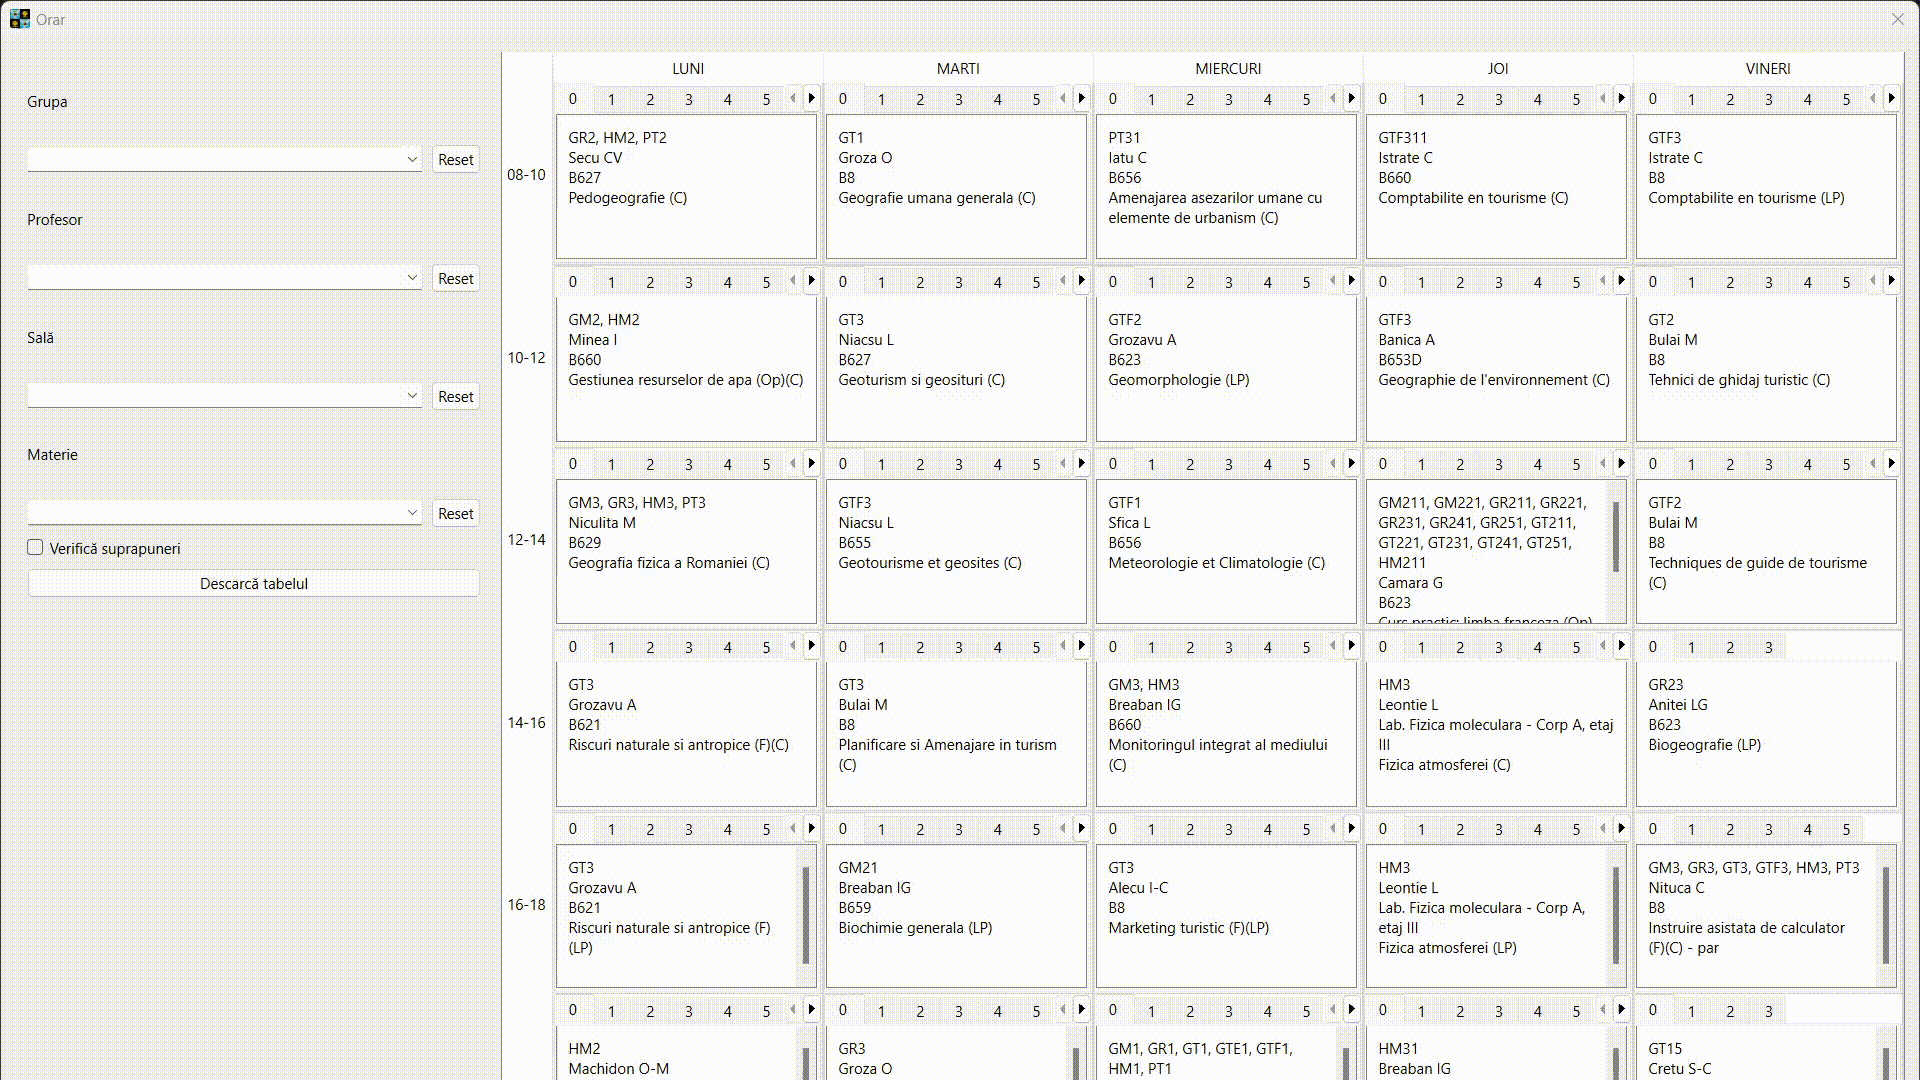 Orar
Grupa
Reset
Profesor
Reset
Sală
Reset
Materie
Reset
Verifică suprapuneri
Descarcă tabelul
LUNI MARTI MIERCURI JOI VINERI
08-10
0 1 2 3 4 5
GR2, HM2, PT2
Secu CV
B627
Pedogeografie (C)
0 1 2 3 4 5
GT1
Groza O
B8
Geografie umana generala (C)
0 1 2 3 4 5
PT31
Iatu C
B656
Amenajarea asezarilor umane cu
elemente de urbanism (C)
0 1 2 3 4 5
GTF311
Istrate C
B660
Comptabilite en tourisme (C)
0 1 2 3 4 5
GTF3
Istrate C
B8
Comptabilite en tourisme (LP)
10-12
0 1 2 3 4 5
GM2, HM2
Minea I
B660
Gestiunea resurselor de apa (Op)(C)
0 1 2 3 4 5
GT3
Niacsu L
B627
Geoturism si geosituri (C)
0 1 2 3 4 5
GTF2
Grozavu A
B623
Geomorphologie (LP)
0 1 2 3 4 5
GTF3
Banica A
B653D
Geographie de l'environnement (C)
0 1 2 3 4 5
GT2
Bulai M
B8
Tehnici de ghidaj turistic (C)
12-14
0 1 2 3 4 5
GM3, GR3, HM3, PT3
Niculita M
B629
Geografia fizica a Romaniei (C)
0 1 2 3 4 5
GTF3
Niacsu L
B655
Geotourisme et geosites (C)
0 1 2 3 4 5
GTF1
Sfica L
B656
Meteorologie et Climatologie (C)
0 1 2 3 4 5
GM211, GM221, GR211, GR221,
GR231, GR241, GR251, GT211,
GT221, GT231, GT241, GT251,
HM211
Camara G
B623
Curs practic: limba franceza (Op)
0 1 2 3 4 5
GTF2
Bulai M
B8
Techniques de guide de tourisme
(C)
14-16
0 1 2 3 4 5
GT3
Grozavu A
B621
Riscuri naturale si antropice (F)(C)
0 1 2 3 4 5
GT3
Bulai M
B8
Planificare si Amenajare in turism
(C)
0 1 2 3 4 5
GM3, HM3
Breaban IG
B660
Monitoringul integrat al mediului
(C)
0 1 2 3 4 5
HM3
Leontie L
Lab. Fizica moleculara - Corp A, etaj
III
Fizica atmosferei (C)
0 1 2 3
GR23
Anitei LG
B623
Biogeografie (LP)
16-18
0 1 2 3 4 5
GT3
Grozavu A
B621
Riscuri naturale si antropice (F)
(LP)
0 1 2 3 4 5
GM21
Breaban IG
B659
Biochimie generala (LP)
0 1 2 3 4 5
GT3
Alecu I-C
B8
Marketing turistic (F)(LP)
0 1 2 3 4 5
HM3
Leontie L
Lab. Fizica moleculara - Corp A,
etaj III
Fizica atmosferei (LP)
0 1 2 3 4 5
GM3, GR3, GT3, GTF3, HM3, PT3
Nituca C
B8
Instruire asistata de calculator
(F)(C) - par
0 1 2 3 4 5
HM2
Machidon O-M
0 1 2 3 4 5
GR3
Groza O
0 1 2 3 4 5
GM1, GR1, GT1, GTE1, GTF1,
HM1, PT1
0 1 2 3 4 5
HM31
Breaban IG
0 1 2 3
GT15
Cretu S-C